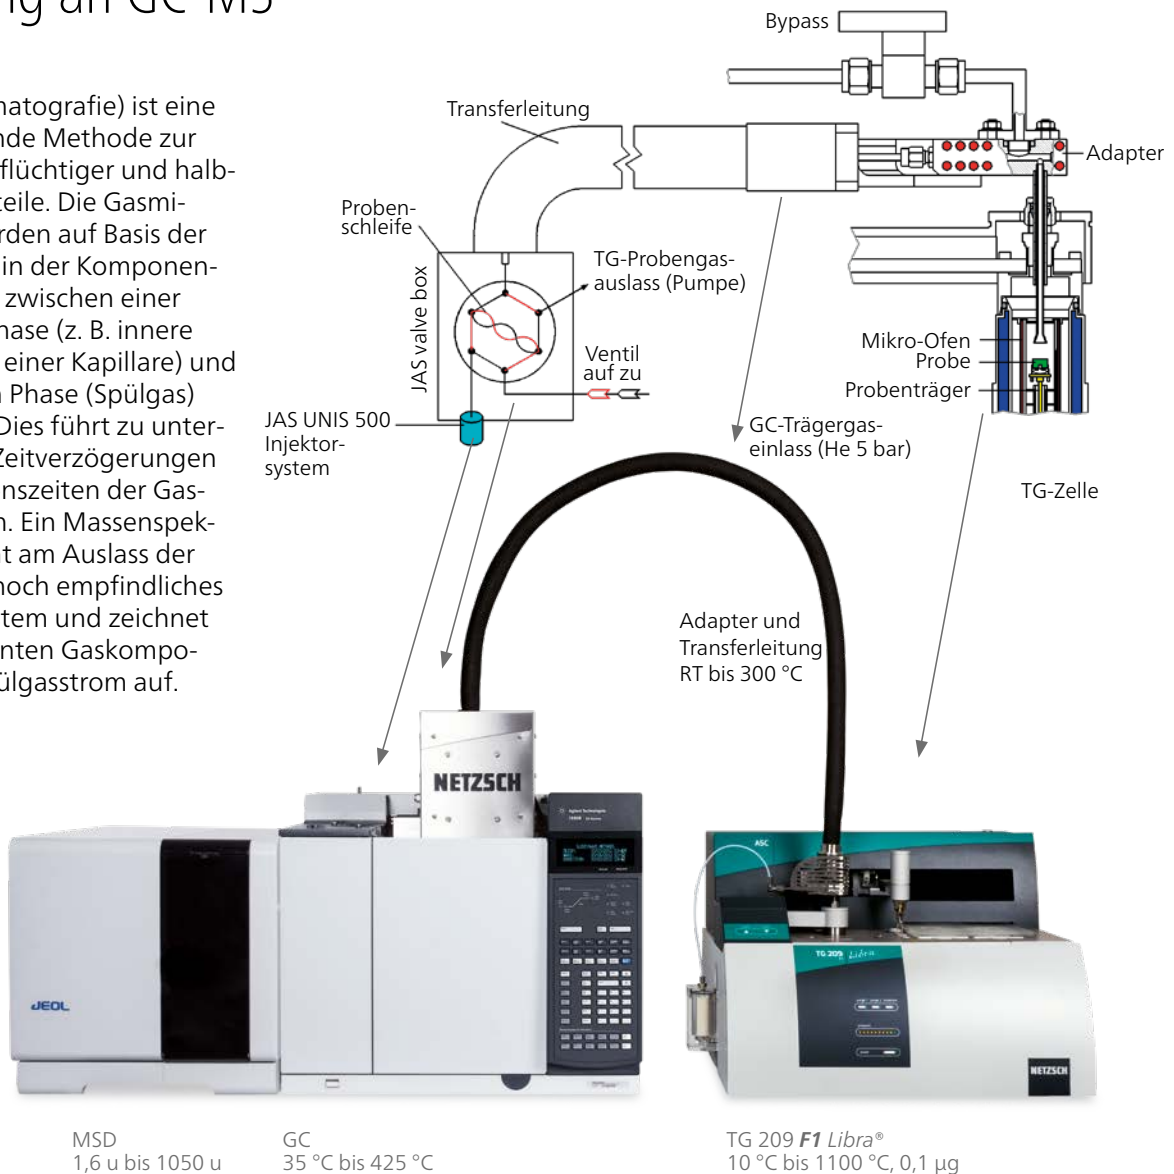 ng an GC-MS
natografie) ist eine
nde Methode zur
flüchtiger und halb-
teile. Die Gasmi-
rden auf Basis der
in der Komponen-
zwischen einer
hase (z. B. innere
einer Kapillare) und
n Phase (Spülgas)
Dies führt zu unter-
Zeitverzögerungen
nszeiten der Gas-
n. Ein Massenspek-
t am Auslass der
hoch empfindliches
tem und zeichnet
nten Gaskompo-
ülgasstrom auf.
Bypass
Transferleitung
Adapter
Proben-
schleife
TG-Probengas-
auslass (Pumpe)
JAS valve box
Ventil
auf zu
Mikro-Ofen
Probe
Probenträger
JAS UNIS 500
Injektor-
system
GC-Trägergas-
einlass (He 5 bar)
TG-Zelle
Adapter und
Transferleitung
RT bis 300 °C
NETZSCH
Agilent Technologies
JEOL
ASC
TG 209 F1 Libra
NETZSCH
MSD
1,6 u bis 1050 u
GC
35 °C bis 425 °C
TG 209 F1 Libra®
10 °C bis 1100 °C, 0,1 µg